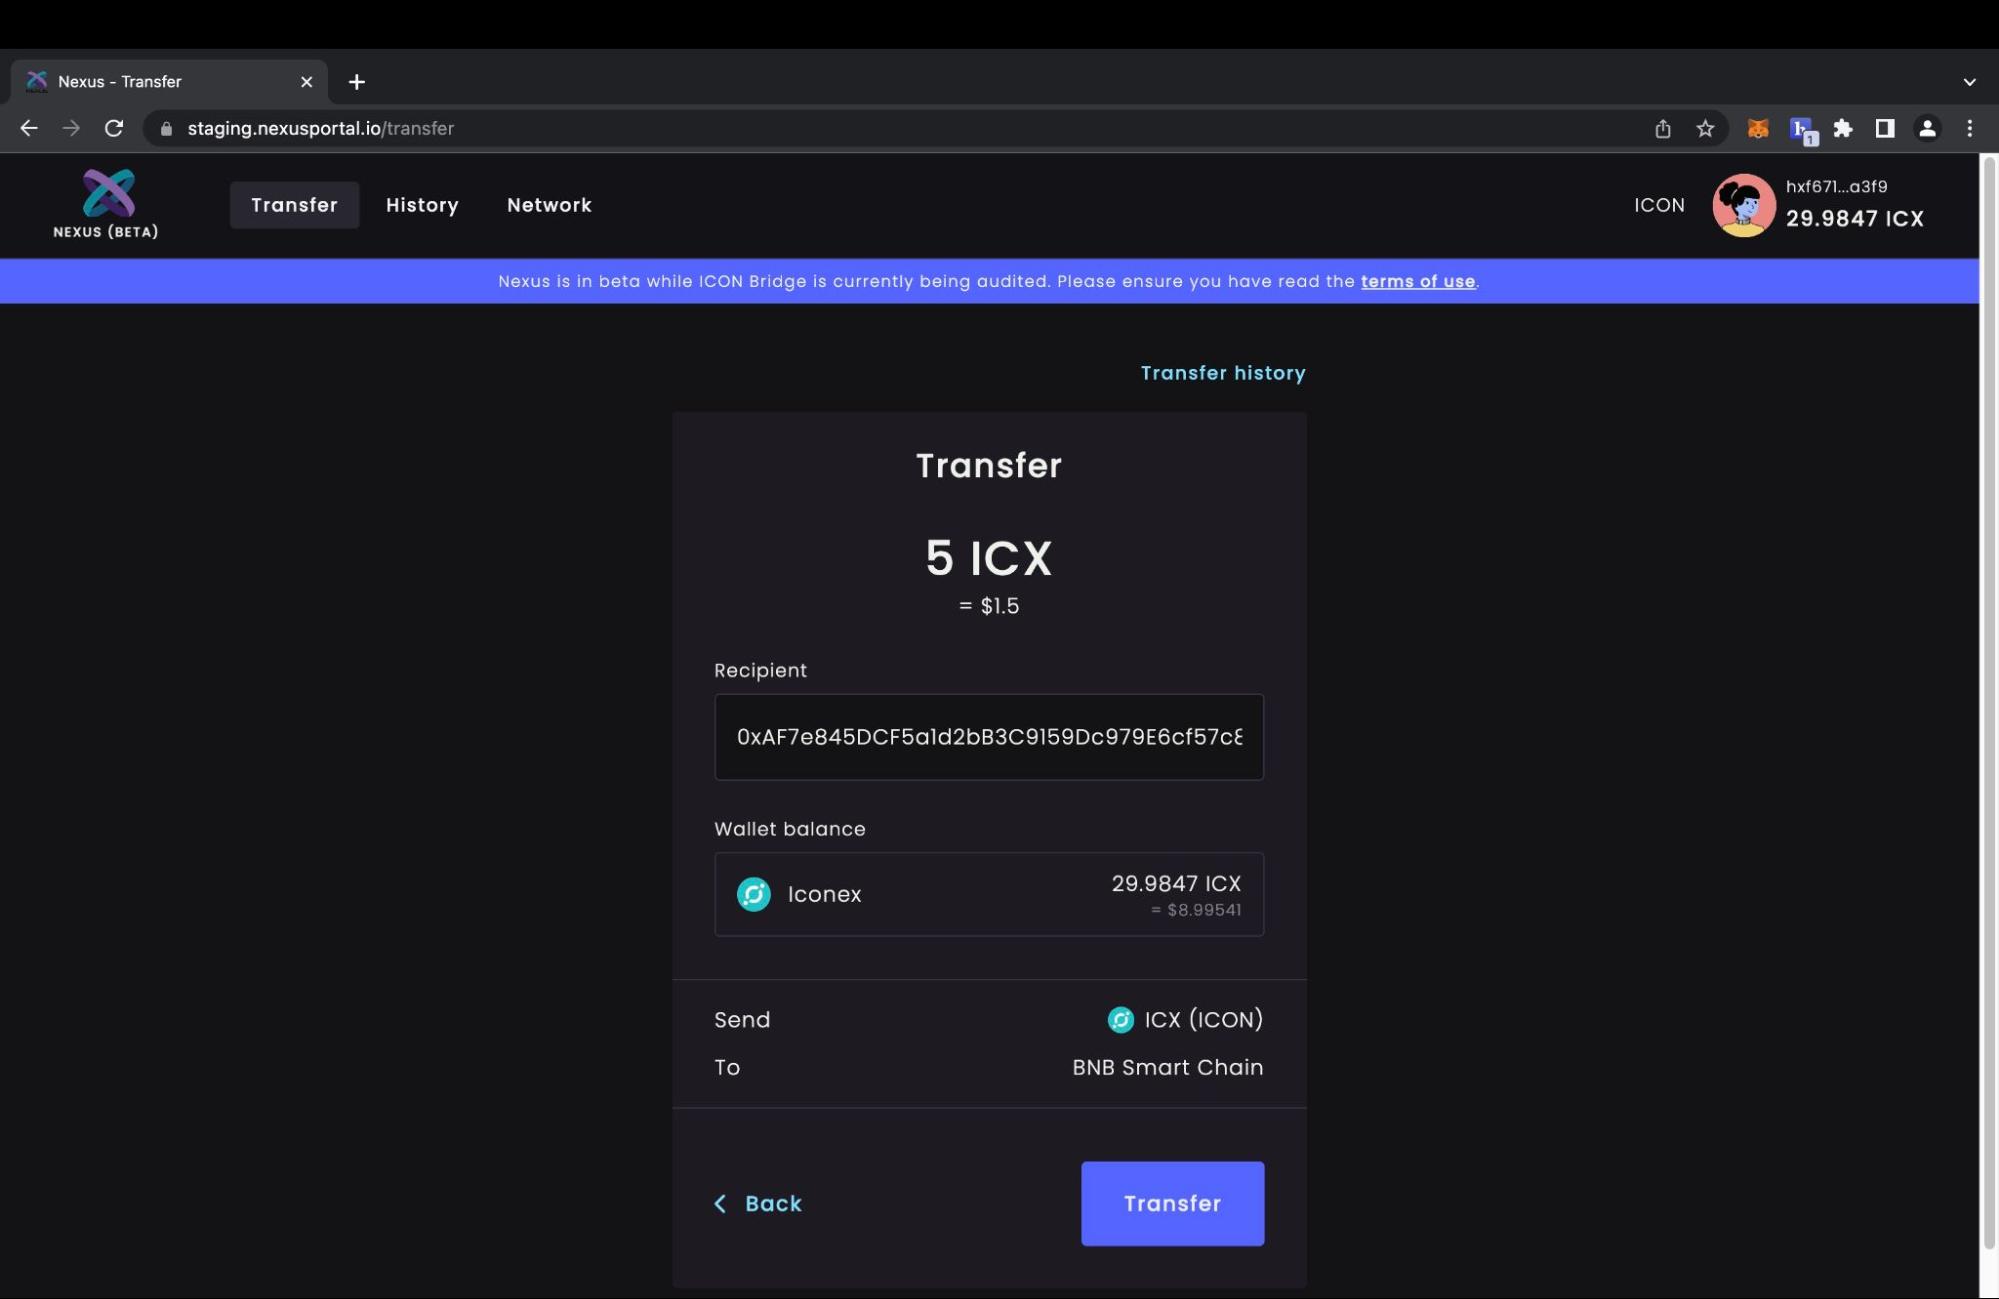 Nexus - Transfer
staging.nexusportal.io/transfer
1
NEXUS (BETA)
Transfer
History
Network
ICON
hxf671...a3f9
29.9847 ICX
Nexus is in beta while ICON Bridge is currently being audited. Please ensure you have read the terms of use.
Transfer history
Transfer
5 ICX
= $1.5
Recipient
0xAF7e845DCF5a1d2bB3C9159Dc979E6cf57c8
Wallet balance
Iconex
29.9847 ICX
= $8.99541
Send
ICX (ICON)
To
BNB Smart Chain
Back
Transfer